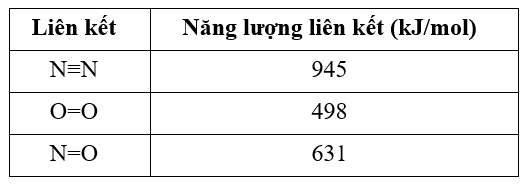 Liên kết Năng lượng liên kết (kJ/mol)
N≡N 945
O=O 498
N=O 631